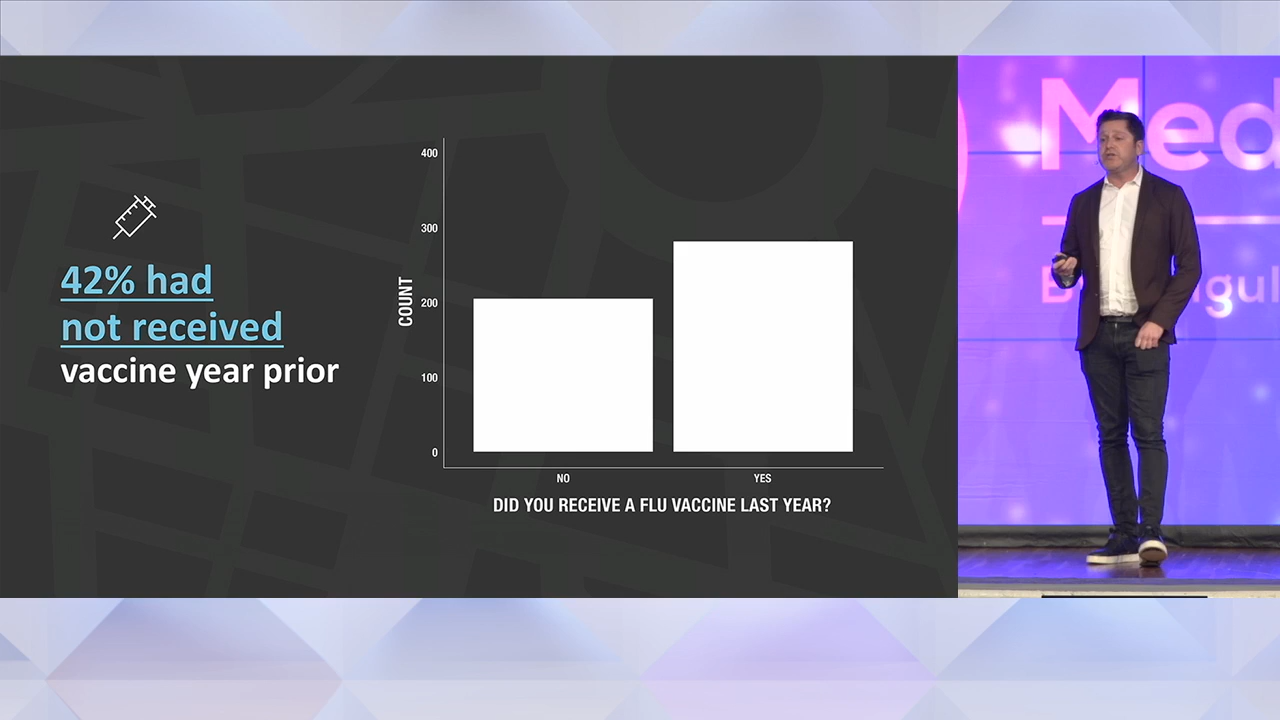 42% had
not received
vaccine year prior
COUNT
400
300
200
100
0
NO
YES
DID YOU RECEIVE A FLU VACCINE LAST YEAR?
Med